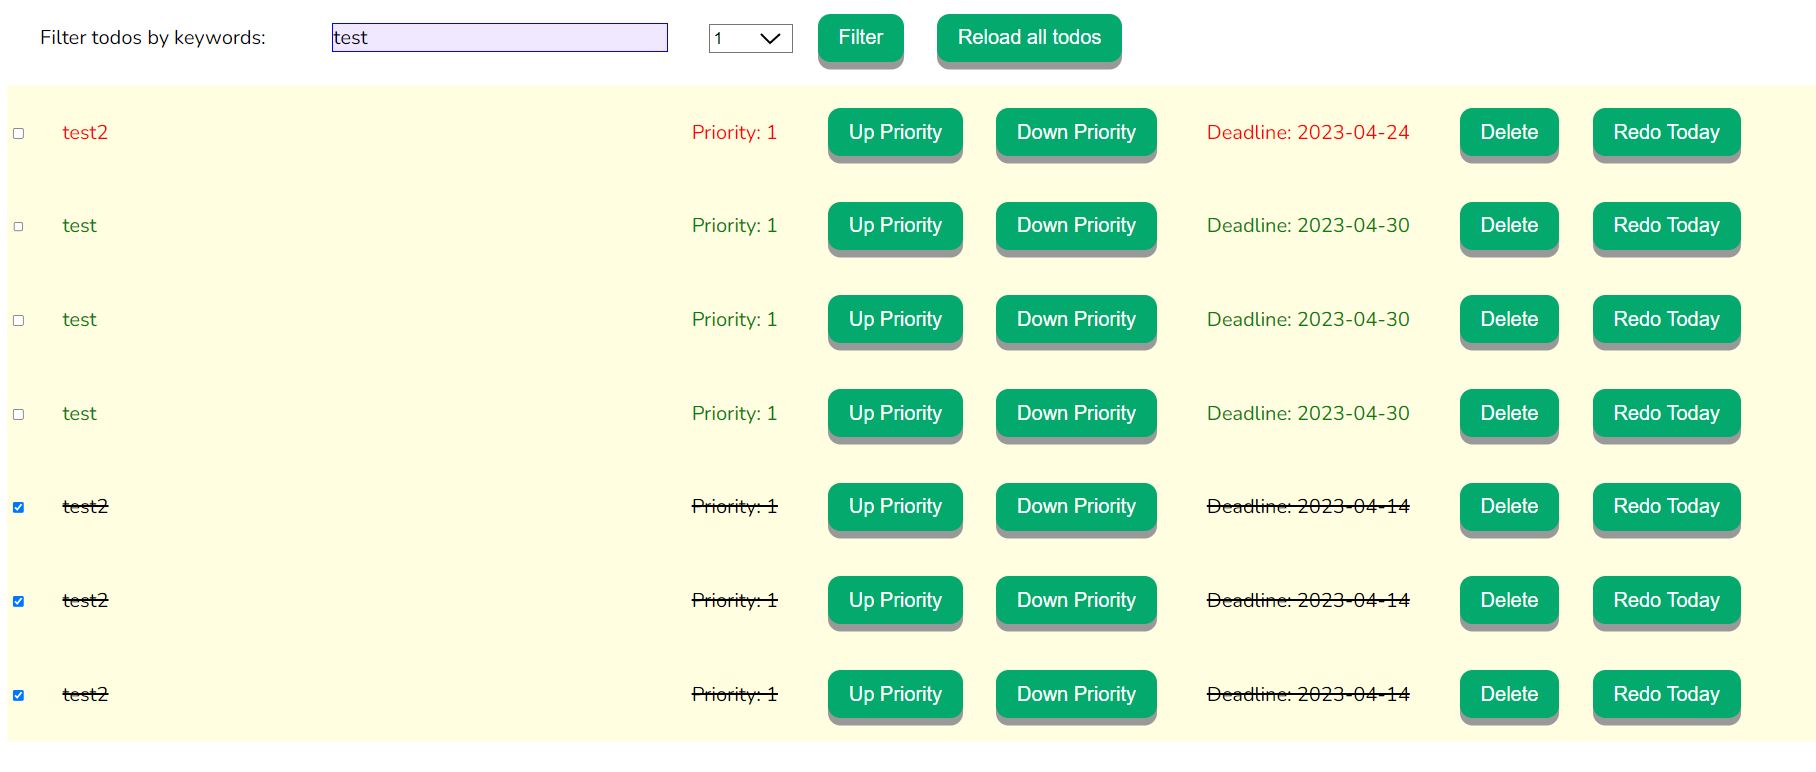 Filter todos by keywords: test 1 Filter Reload all todos
test2 Priority: 1 Up Priority Down Priority Deadline: 2023-04-24 Delete Redo Today
test Priority: 1 Up Priority Down Priority Deadline: 2023-04-30 Delete Redo Today
test Priority: 1 Up Priority Down Priority Deadline: 2023-04-30 Delete Redo Today
test Priority: 1 Up Priority Down Priority Deadline: 2023-04-30 Delete Redo Today
test2 Priority: 1 Up Priority Down Priority Deadline: 2023-04-14 Delete Redo Today
test2 Priority: 1 Up Priority Down Priority Deadline: 2023-04-14 Delete Redo Today
test2 Priority: 1 Up Priority Down Priority Deadline: 2023-04-14 Delete Redo Today